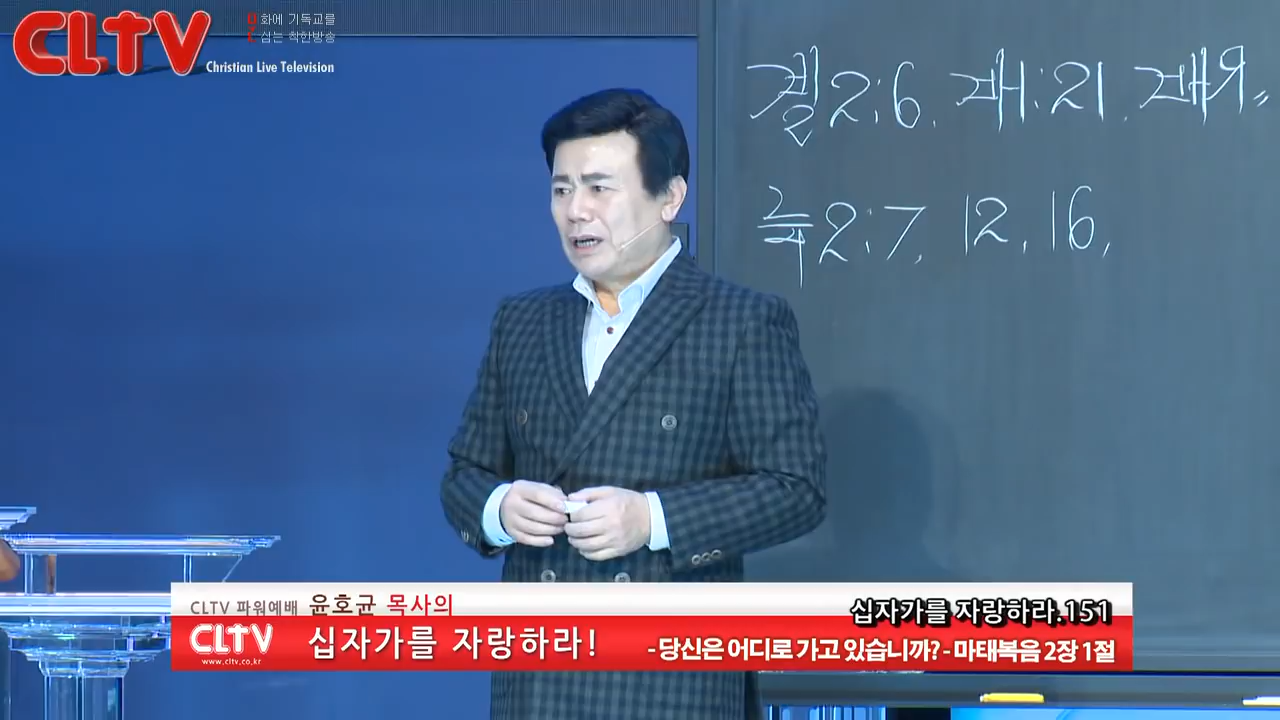 CLTV
문화에 기독교를
심는 착한방송
Christian Live Television
겔2:6, 계1:21, 계9,,
눅2:7, 12, 16,
CLTV 파워예배 윤호균 목사의
십자가를 자랑하라.151
CLTV
www.cltv.co.kr
십자가를 자랑하라!
- 당신은 어디로 가고 있습니까? - 마태복음 2장 1절